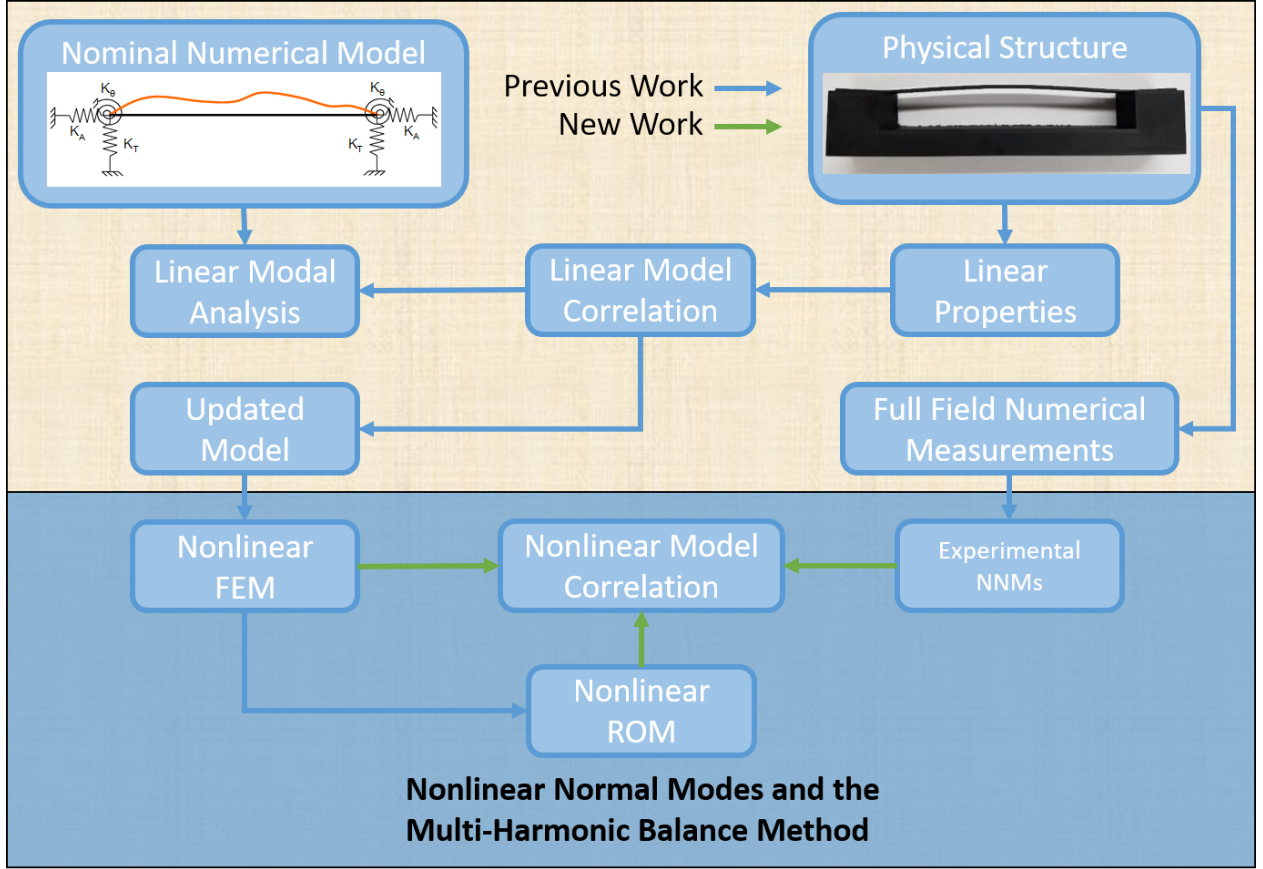 Nominal Numerical Model
Kθ
Kθ
KA
KT
KT
KA
Physical Structure
Previous Work
New Work
Linear Modal
Analysis
Linear Model
Correlation
Linear
Properties
Updated
Model
Full Field Numerical
Measurements
Nonlinear
FEM
Nonlinear Model
Correlation
Experimental
NNMs
Nonlinear
ROM
Nonlinear Normal Modes and the
Multi-Harmonic Balance Method